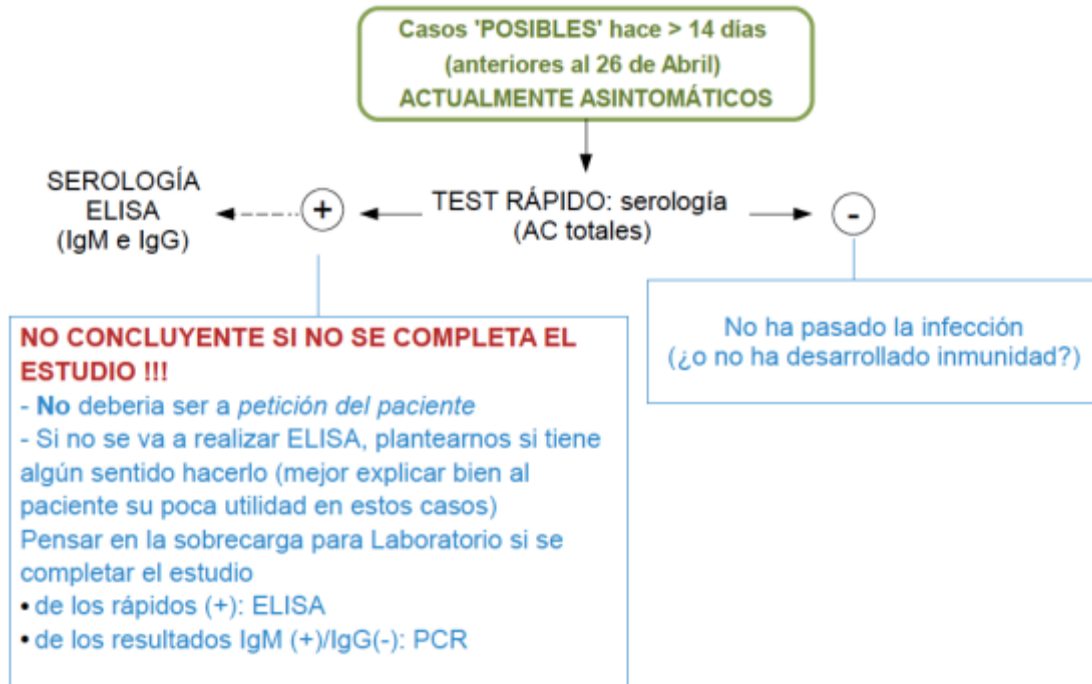 Casos 'POSIBLES' hace > 14 días
(anteriores al 26 de Abril)
ACTUALMENTE ASINTOMÁTICOS
SEROLOGÍA
ELISA
(IgM e IgG)
+
TEST RÁPIDO: serología
(AC totales)
-
NO CONCLUYENTE SI NO SE COMPLETA EL
ESTUDIO !!!
- No deberia ser a petición del paciente
- Si no se va a realizar ELISA, plantearnos si tiene
algún sentido hacerlo (mejor explicar bien al
paciente su poca utilidad en estos casos)
Pensar en la sobrecarga para Laboratorio si se
completar el estudio
• de los rápidos (+): ELISA
• de los resultados IgM (+)/IgG(-): PCR
No ha pasado la infección
(¿o no ha desarrollado inmunidad?)